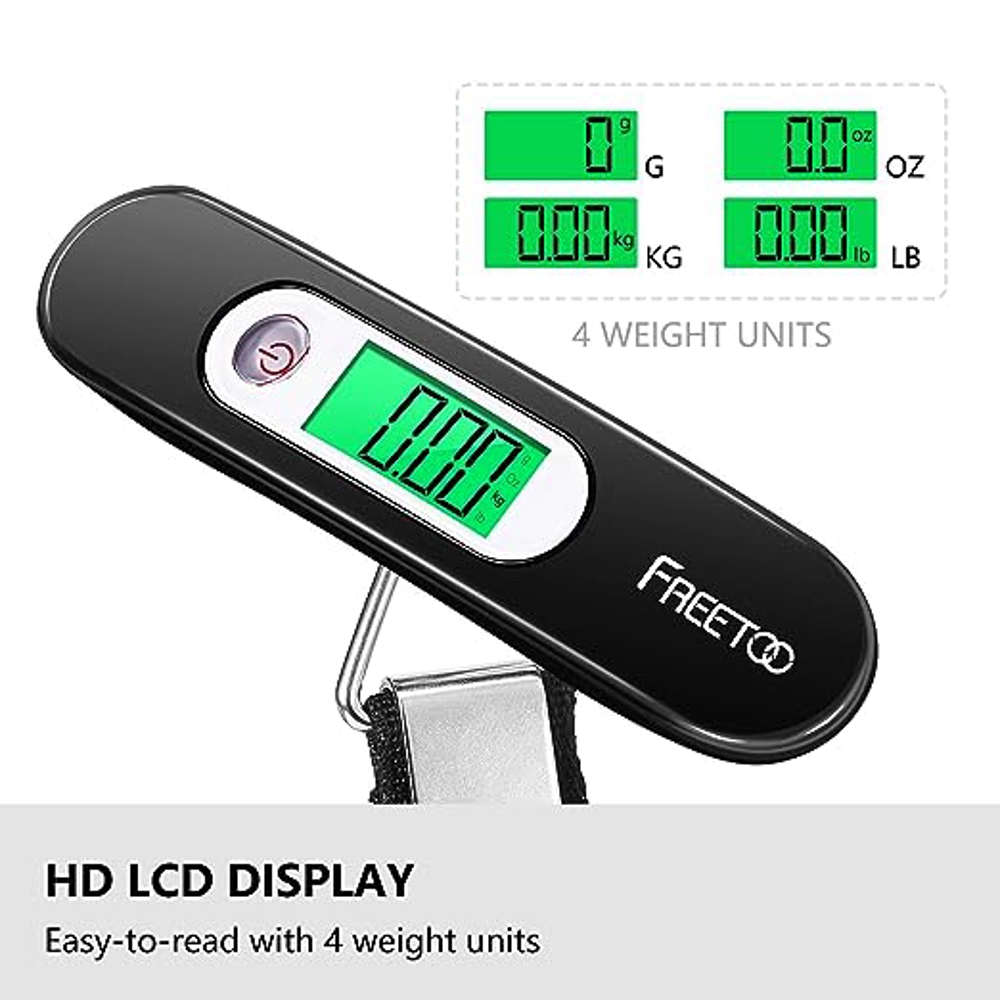 0 g G
0.0 oz OZ
0.00 kg KG
0.00 lb LB
4 WEIGHT UNITS
0.00 g oz kg lb
FREETOO
HD LCD DISPLAY
Easy-to-read with 4 weight units